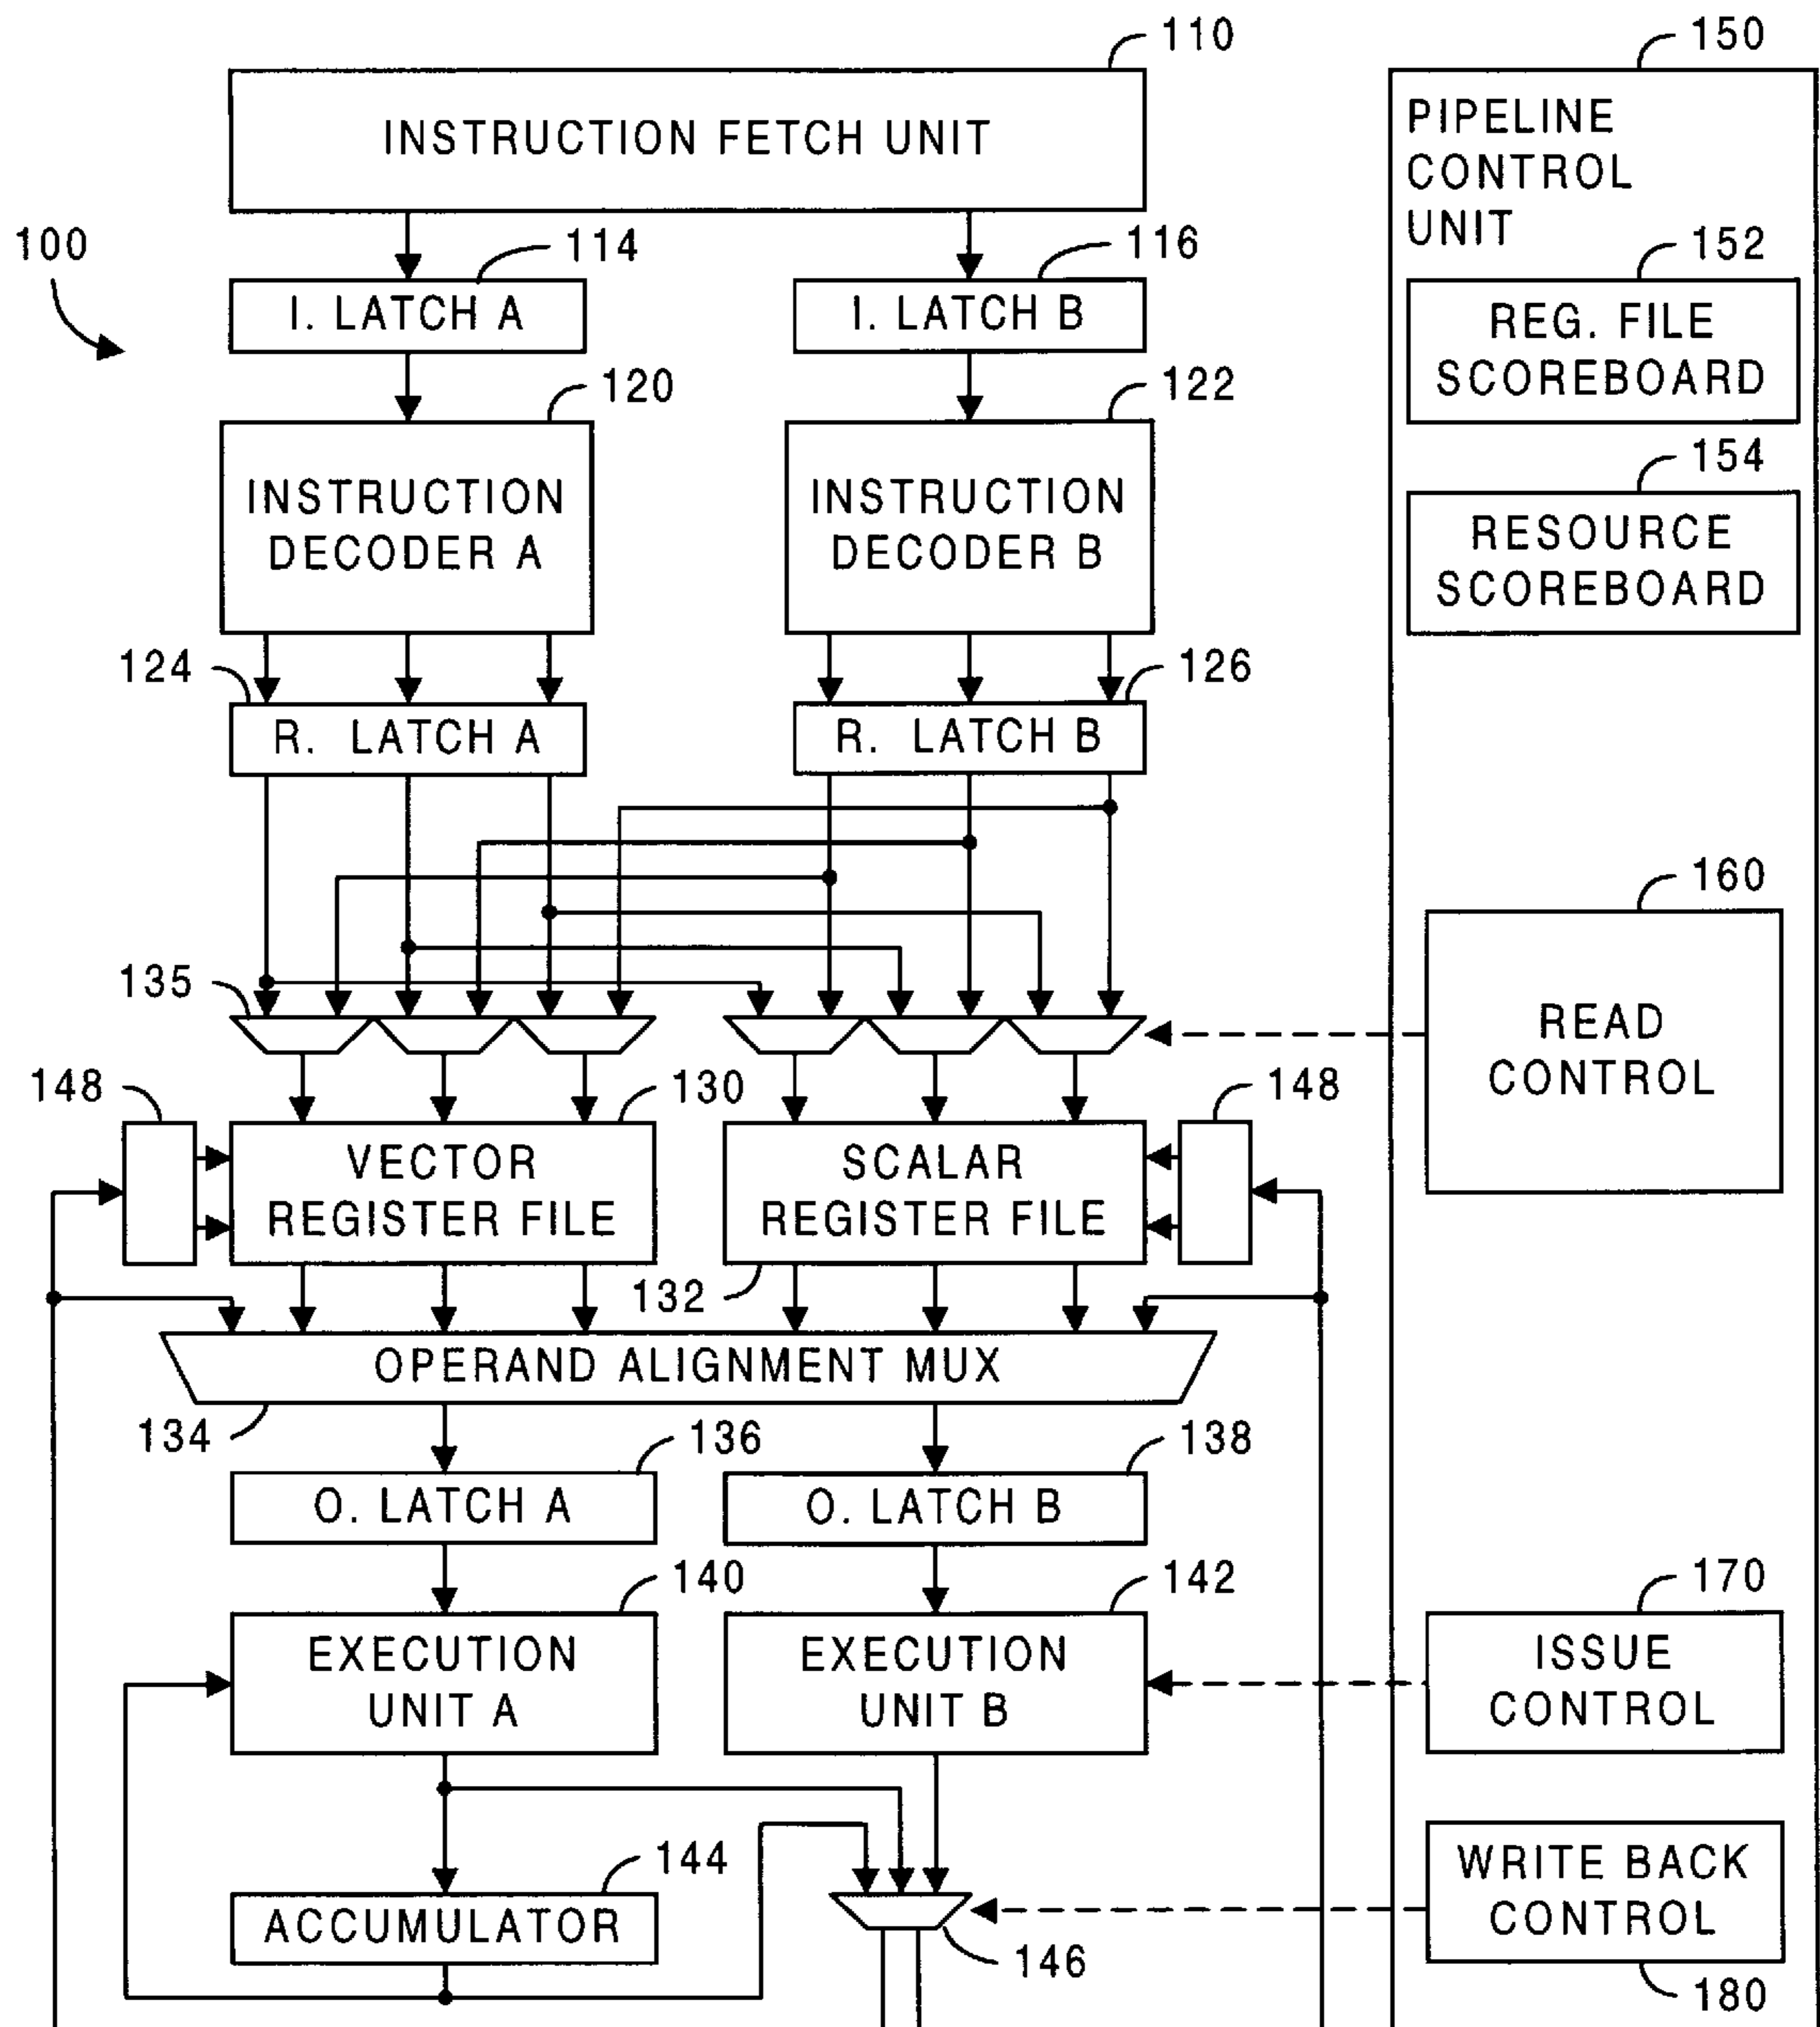 110
150
INSTRUCTION FETCH UNIT
PIPELINE
CONTROL
UNIT
100
114
116
152
I. LATCH A
I. LATCH B
REG. FILE
SCOREBOARD
120
122
154
INSTRUCTION
DECODER A
INSTRUCTION
DECODER B
RESOURCE
SCOREBOARD
124
126
R. LATCH A
R. LATCH B
160
135
READ
CONTROL
148
130
148
VECTOR
REGISTER FILE
SCALAR
REGISTER FILE
132
OPERAND ALIGNMENT MUX
134
136
138
O. LATCH A
O. LATCH B
140
142
170
EXECUTION
UNIT A
EXECUTION
UNIT B
ISSUE
CONTROL
144
WRITE BACK
CONTROL
ACCUMULATOR
146
180